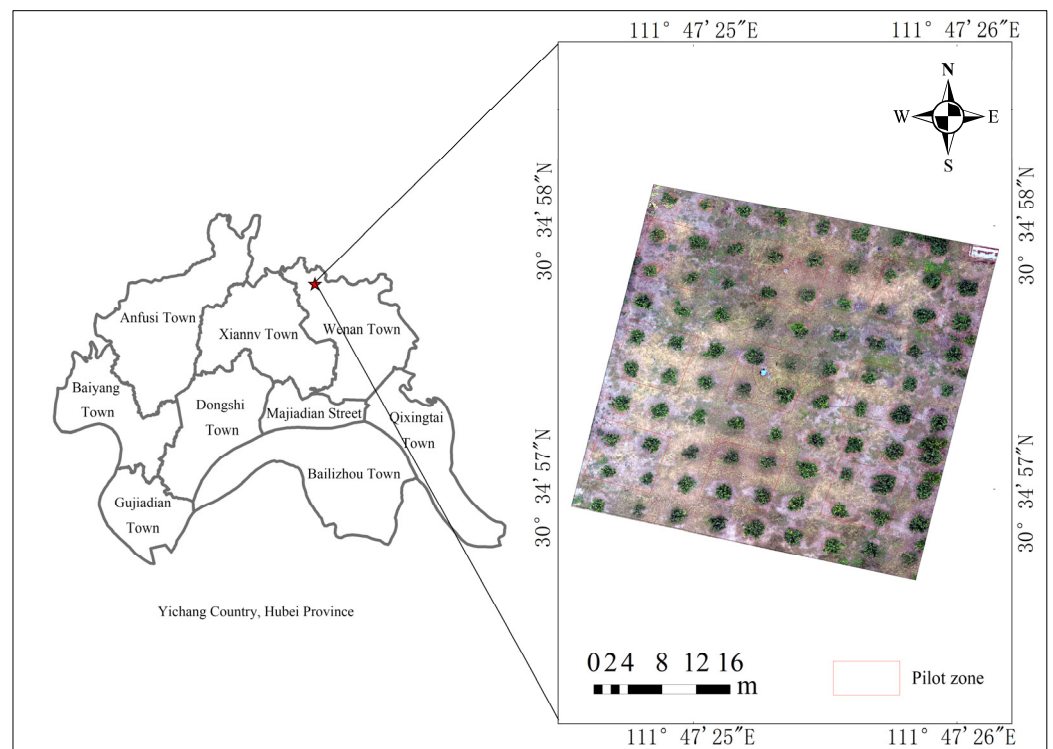 111° 47′25″E
111° 47′26″E
N
W
E
S
30° 34′58″N
30° 34′58″N
Anfusi Town
Xiannv Town
Wenan Town
Baiyang
Town
Dongshi
Town
Majiadian Street
Qixingtai
Town
Bailizhou Town
Gujiadian
Town
30° 34′57″N
30° 34′57″N
Yichang Country, Hubei Province
0 2 4 8 12 16
m
Pilot zone
111° 47′25″E
111° 47′26″E